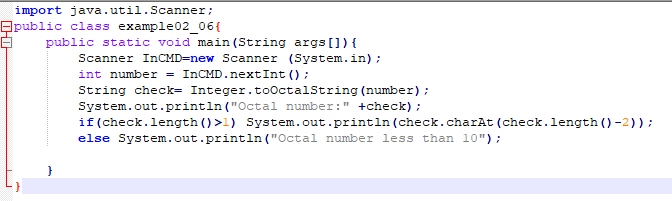 import java.util.Scanner;
public class example02_06{
public static void main(String args[]){
Scanner InCMD=new Scanner (System.in);
int number = InCMD.nextInt();
String check= Integer.toOctalString(number);
System.out.println("Octal number:" +check);
if(check.length()>1) System.out.println(check.charAt(check.length()-2));
else System.out.println("Octal number less than 10");
}
}